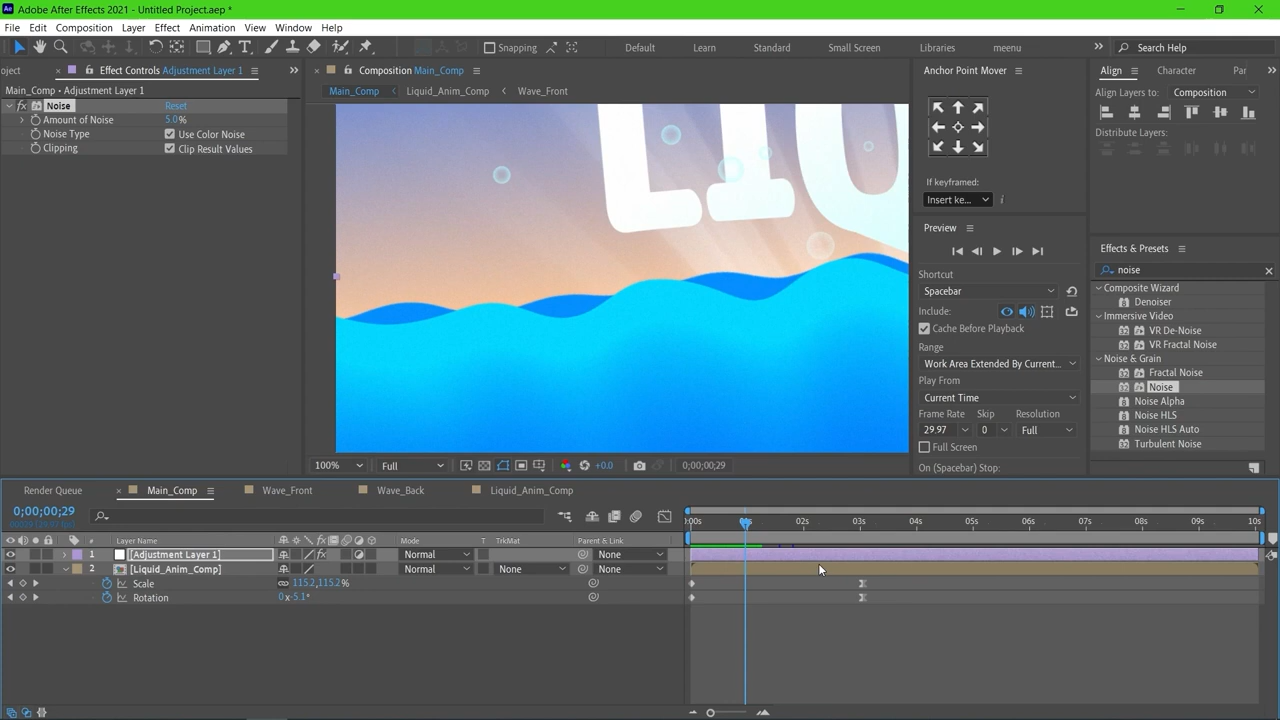 Adobe After Effects 2021 - Untitled Project.aep *
File Edit Composition Layer Effect Animation View Window Help
Snapping
Default Learn Standard Small Screen Libraries meenu
Search Help
oject Effect Controls Adjustment Layer 1
Main_Comp • Adjustment Layer 1
fx Noise Reset
Amount of Noise 5.0%
Noise Type Use Color Noise
Clipping Clip Result Values
Composition Main_Comp
Main_Comp Liquid_Anim_Comp Wave_Front
LIQ
100% Full +0.0 0;00;00;29
Anchor Point Mover
If keyframed:
Insert ke... i
Preview
Shortcut
Spacebar
Include:
Cache Before Playback
Range
Work Area Extended By Current...
Play From
Current Time
Frame Rate Skip Resolution
29.97 0 Full
Full Screen
On (Spacebar) Stop:
Align Character Par
Align Layers to: Composition
Distribute Layers:
Effects & Presets
noise
Composite Wizard
Denoiser
Immersive Video
VR De-Noise
VR Fractal Noise
Noise & Grain
Fractal Noise
Noise
Noise Alpha
Noise HLS
Noise HLS Auto
Turbulent Noise
Render Queue Main_Comp Wave_Front Wave_Back Liquid_Anim_Comp
0;00;00;29
00029 (29.97 fps)
# Layer Name Mode T TrkMat Parent & Link
):00s 01s 02s 03s 04s 05s 06s 07s 08s 09s 10s
1 [Adjustment Layer 1] fx Normal None
2 [Liquid_Anim_Comp] Normal None None
Scale 115.2,115.2%
Rotation 0x-5.1°